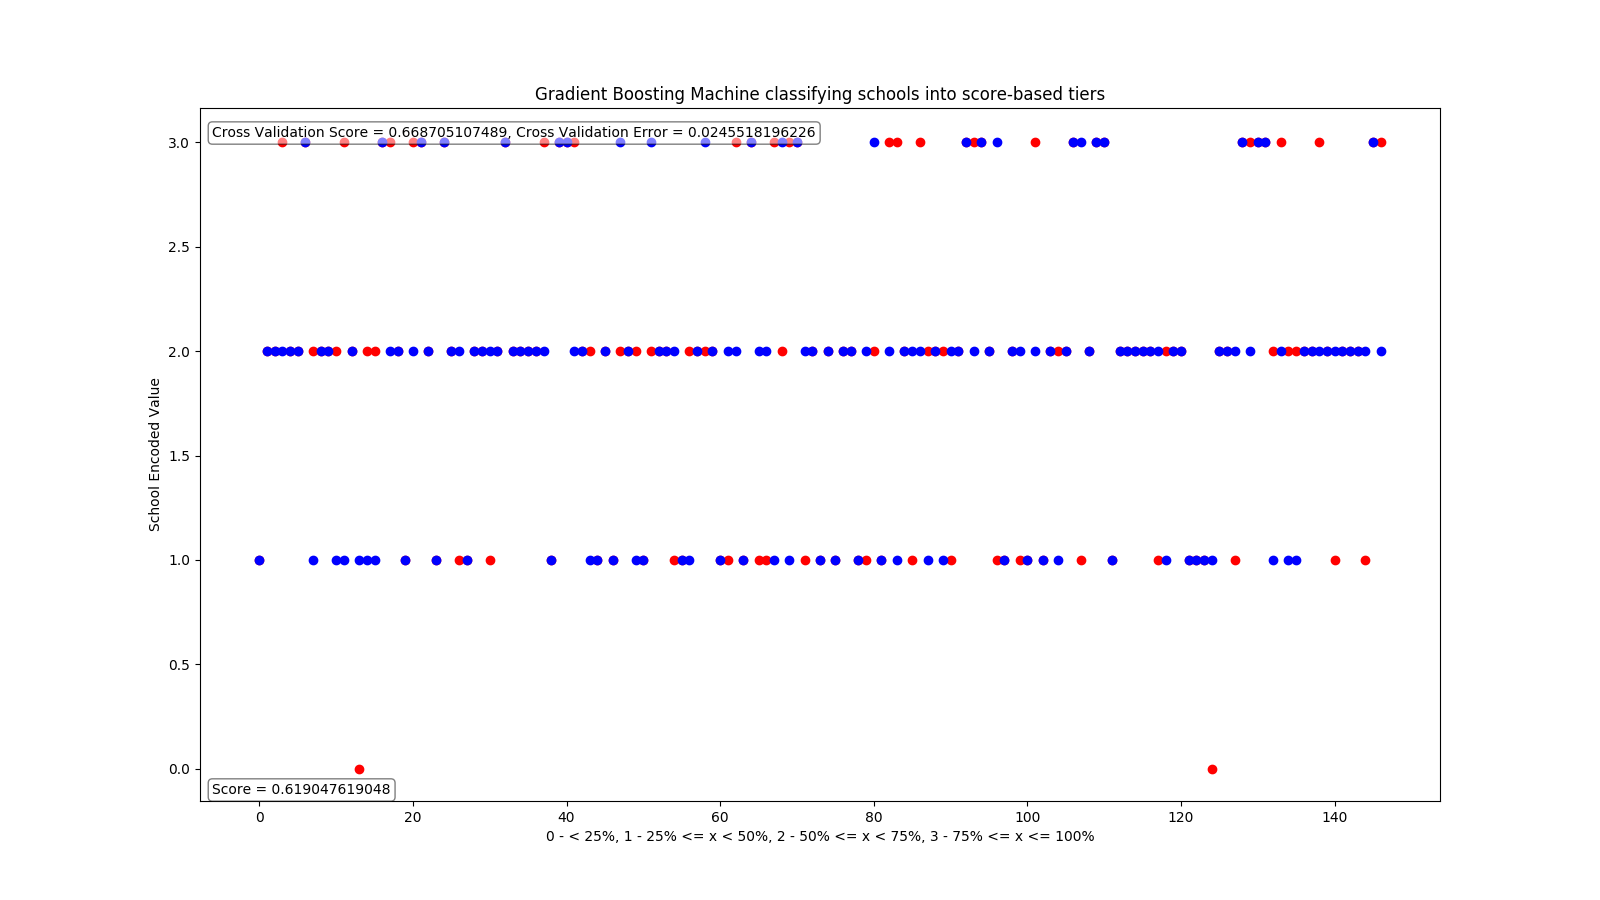 Gradient Boosting Machine classifying schools into score-based tiers
Cross Validation Score = 0.668705107489, Cross Validation Error = 0.0245518196226
3.0
2.5
2.0
1.5
1.0
0.5
0.0
School Encoded Value
Score = 0.619047619048
0 20 40 60 80 100 120 140
0 - < 25%, 1 - 25% <= x < 50%, 2 - 50% <= x < 75%, 3 - 75% <= x <= 100%